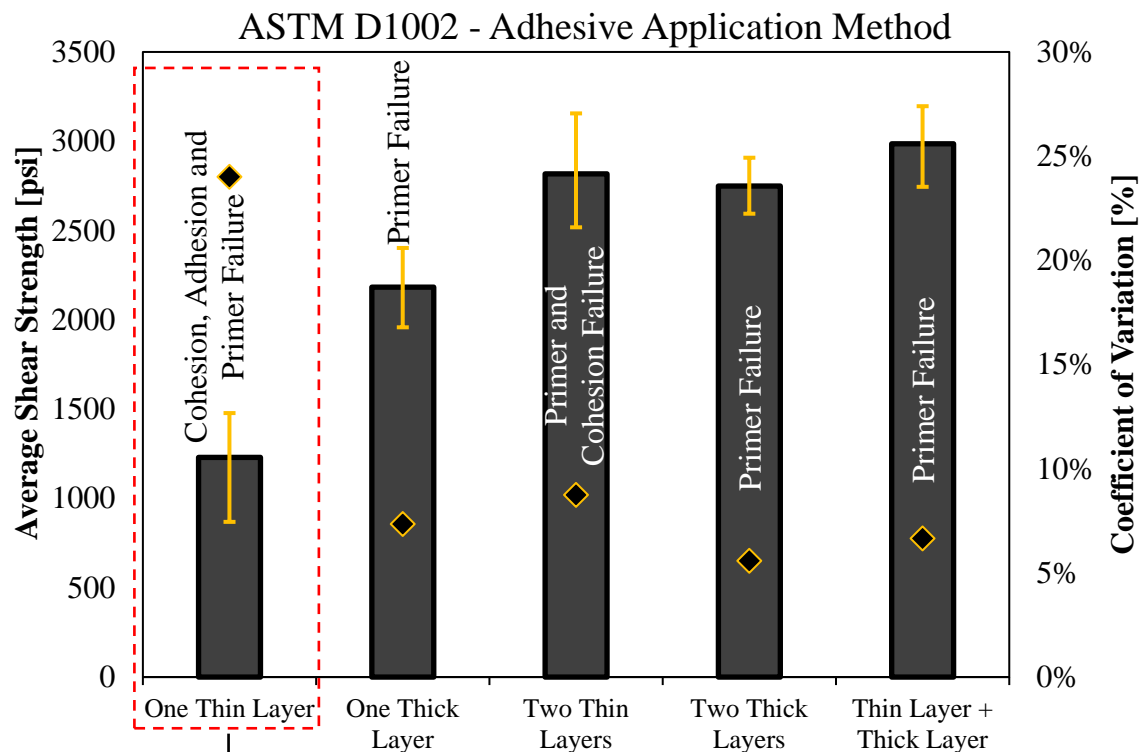 ASTM D1002 - Adhesive Application Method
3500
3000
2500
2000
1500
1000
500
0
Average Shear Strength [psi]
30%
25%
20%
15%
10%
5%
0%
Coefficient of Variation [%]
Cohesion, Adhesion and
Primer Failure
Primer Failure
Primer and
Cohesion Failure
Primer Failure
Primer Failure
One Thin Layer
One Thick
Layer
Two Thin
Layers
Two Thick
Layers
Thin Layer +
Thick Layer